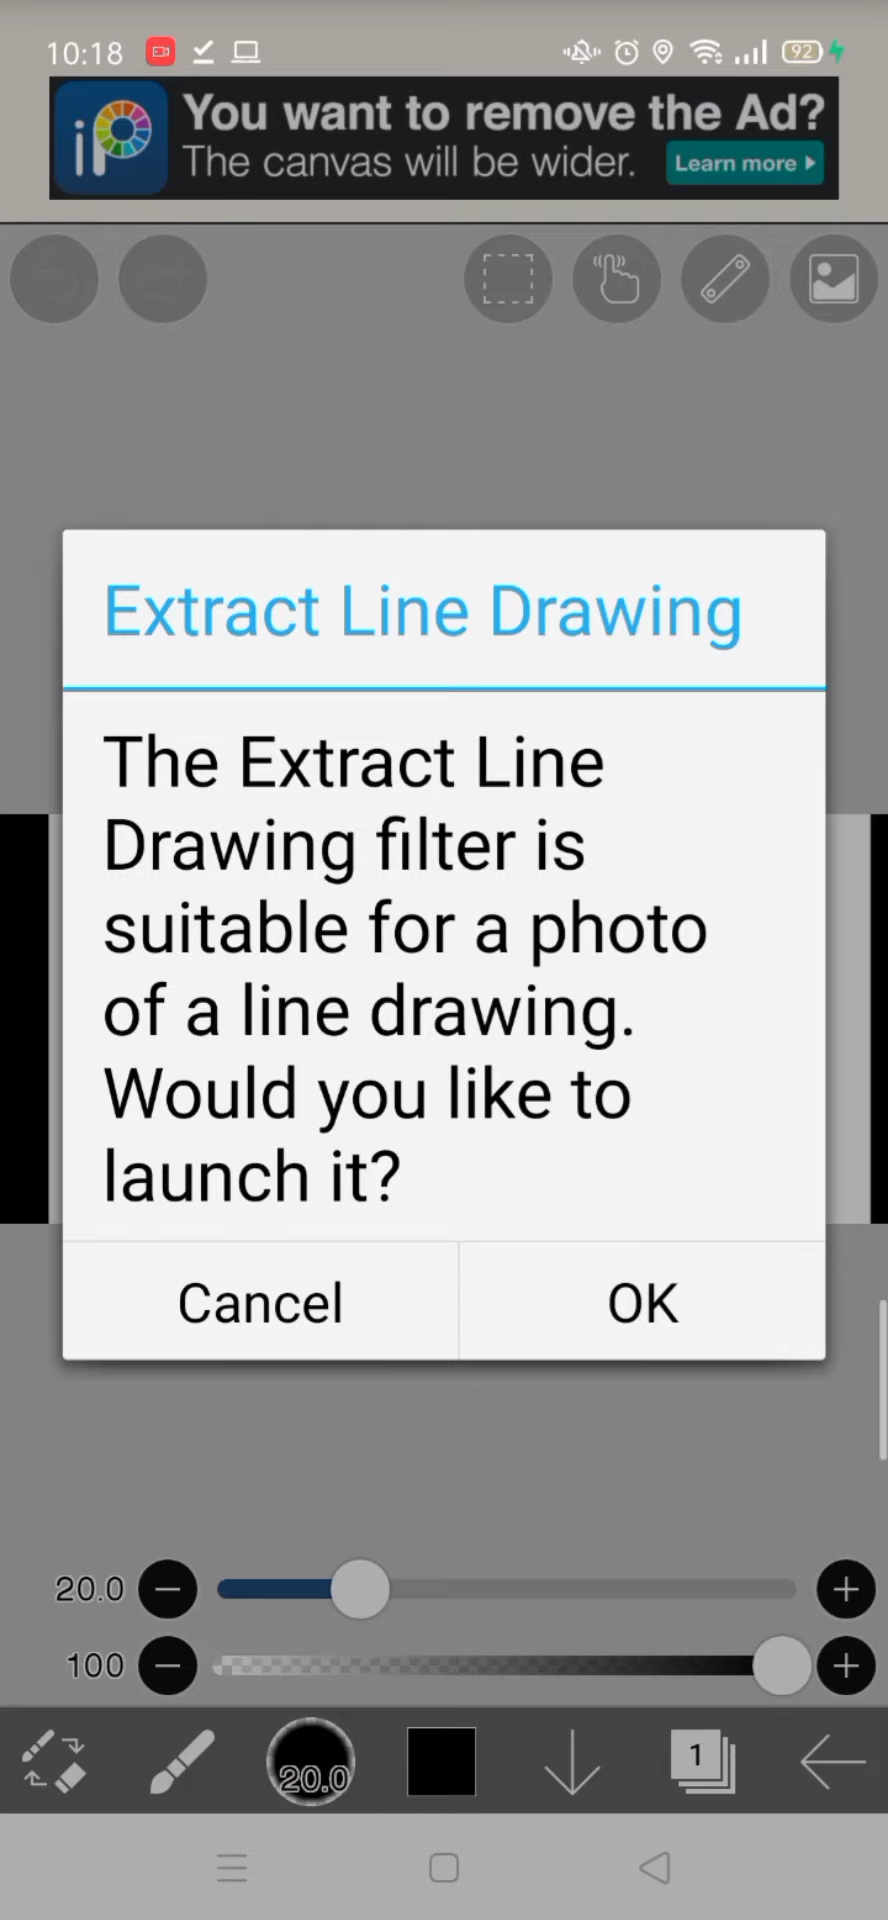 10:18
92
iP
You want to remove the Ad?
The canvas will be wider.
Learn more
Extract Line Drawing
The Extract Line
Drawing filter is
suitable for a photo
of a line drawing.
Would you like to
launch it?
Cancel
OK
20.0
100
20.0
1